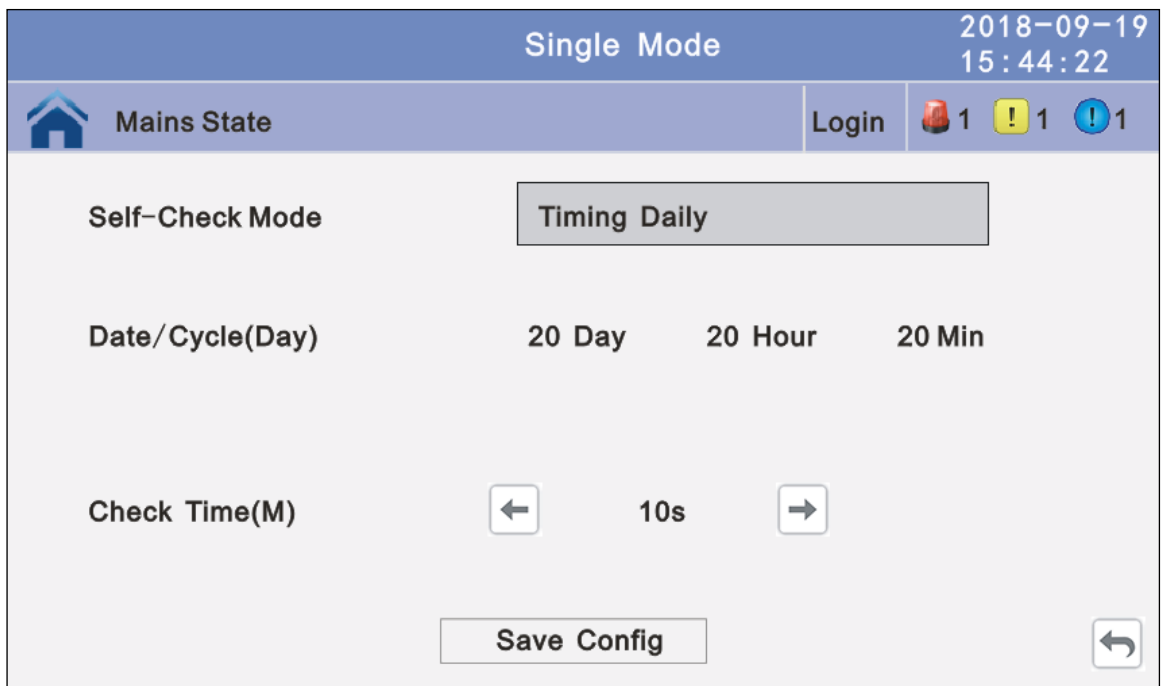 Single Mode
2018-09-19
15:44:22
Mains State
Login
1
! 1
! 1
Self-Check Mode
Timing Daily
Date/Cycle(Day)
20 Day 20 Hour 20 Min
Check Time(M)
10s
Save Config